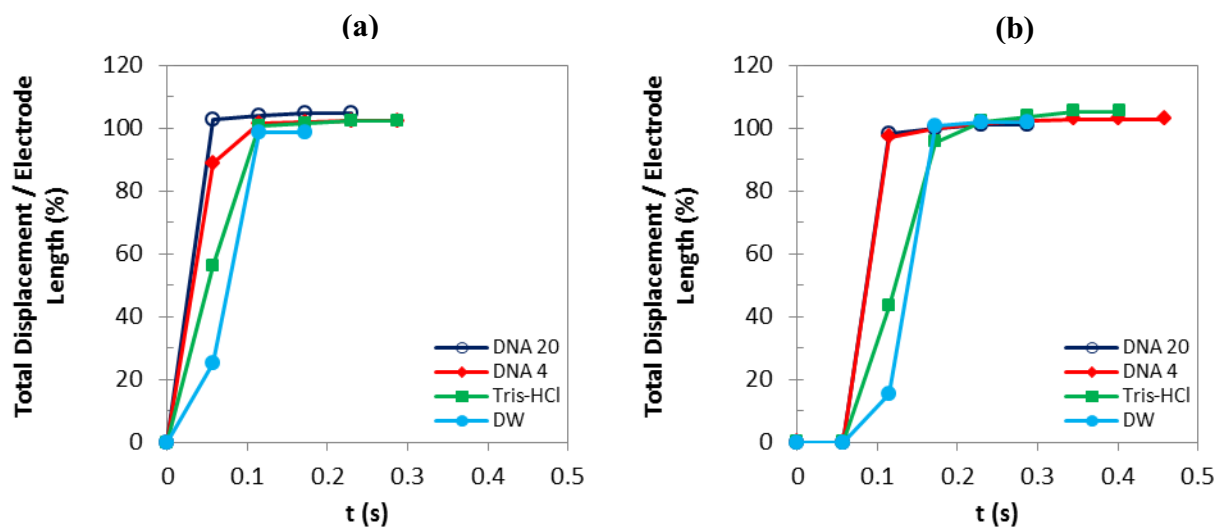 (a)
120
100
80
60
40
20
0
Total Displacement / Electrode
Length (%)
DNA 20
DNA 4
Tris-HCl
DW
0 0.1 0.2 0.3 0.4 0.5
t (s)
(b)
120
100
80
60
40
20
0
Total Displacement / Electrode
Length (%)
DNA 20
DNA 4
Tris-HCl
DW
0 0.1 0.2 0.3 0.4 0.5
t (s)